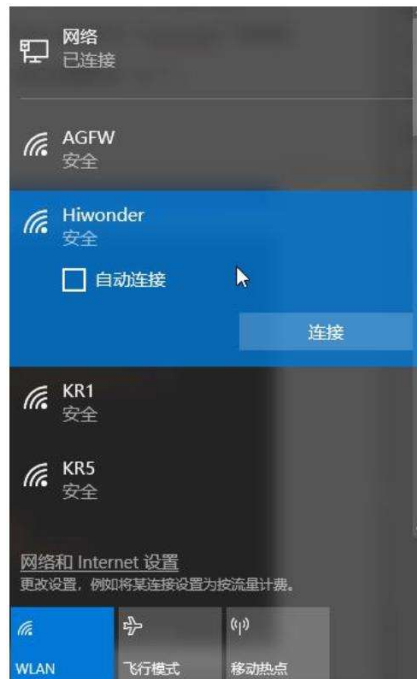 网络
已连接
AGFW
安全
Hiwonder
安全
自动连接
连接
KR1
安全
KR5
安全
网络和 Internet 设置
更改设置，例如将某连接设置为按流量计费。
WLAN
飞行模式
移动热点